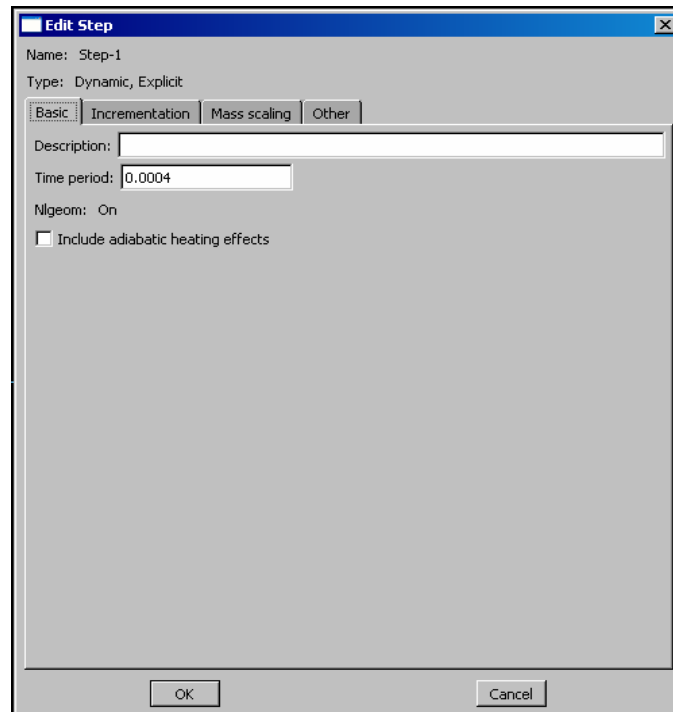 Edit Step
Name: Step-1
Type: Dynamic, Explicit
Basic Incrementation Mass scaling Other
Description:
Time period: 0.0004
Nlgeom: On
Include adiabatic heating effects
OK Cancel